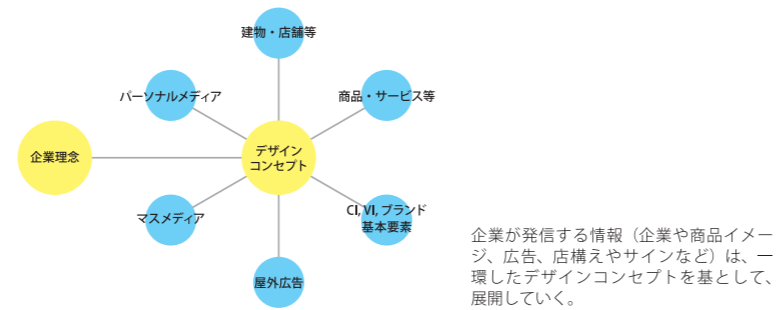 建物・店舗等
パーソナルメディア
商品・サービス等
企業理念
デザイン
コンセプト
マスメディア
CI, VI, ブランド
基本要素
屋外広告
企業が発信する情報（企業や商品イメー
ジ、広告、店構えやサインなど）は、一
環したデザインコンセプトを基として、
展開していく。